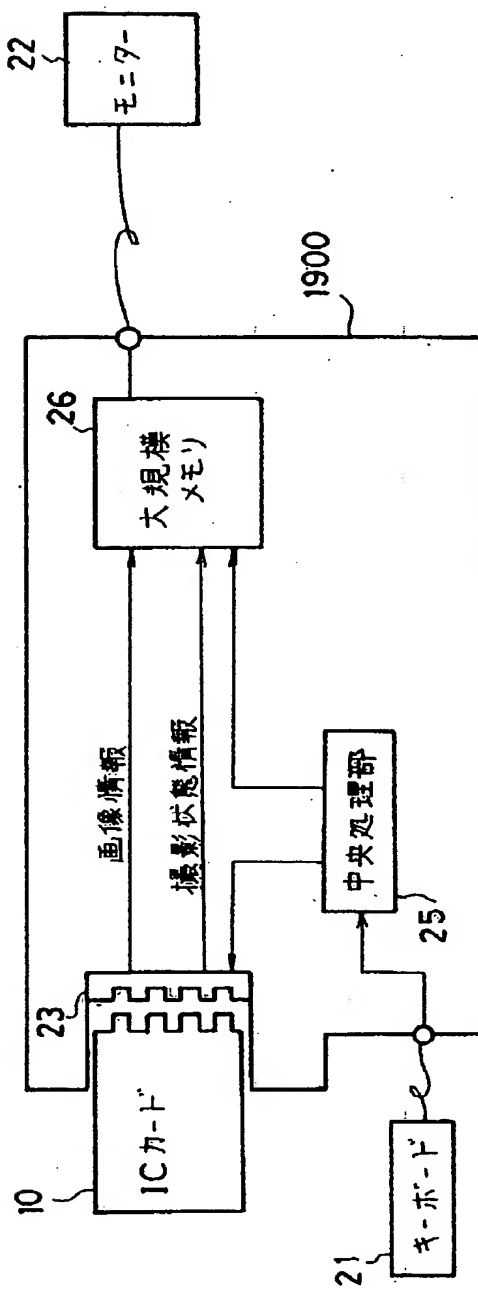 22
モニター
1900
26
大規模
メモリ
画像情報
撮影状態情報
中央処理部
25
23
10
ICカード
21
キーボード